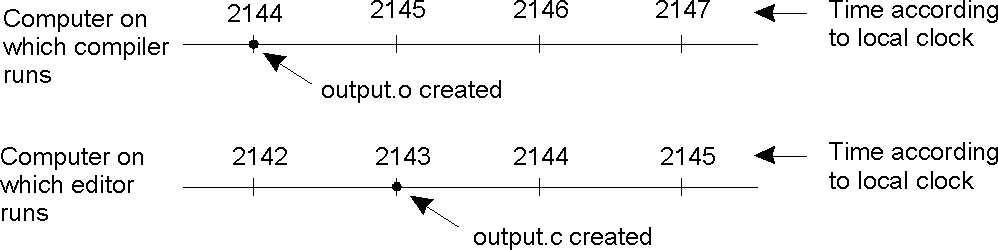 Computer on
which compiler
runs
2144 2145 2146 2147
Time according
to local clock
output.o created
Computer on
which editor
runs
2142 2143 2144 2145
Time according
to local clock
output.c created